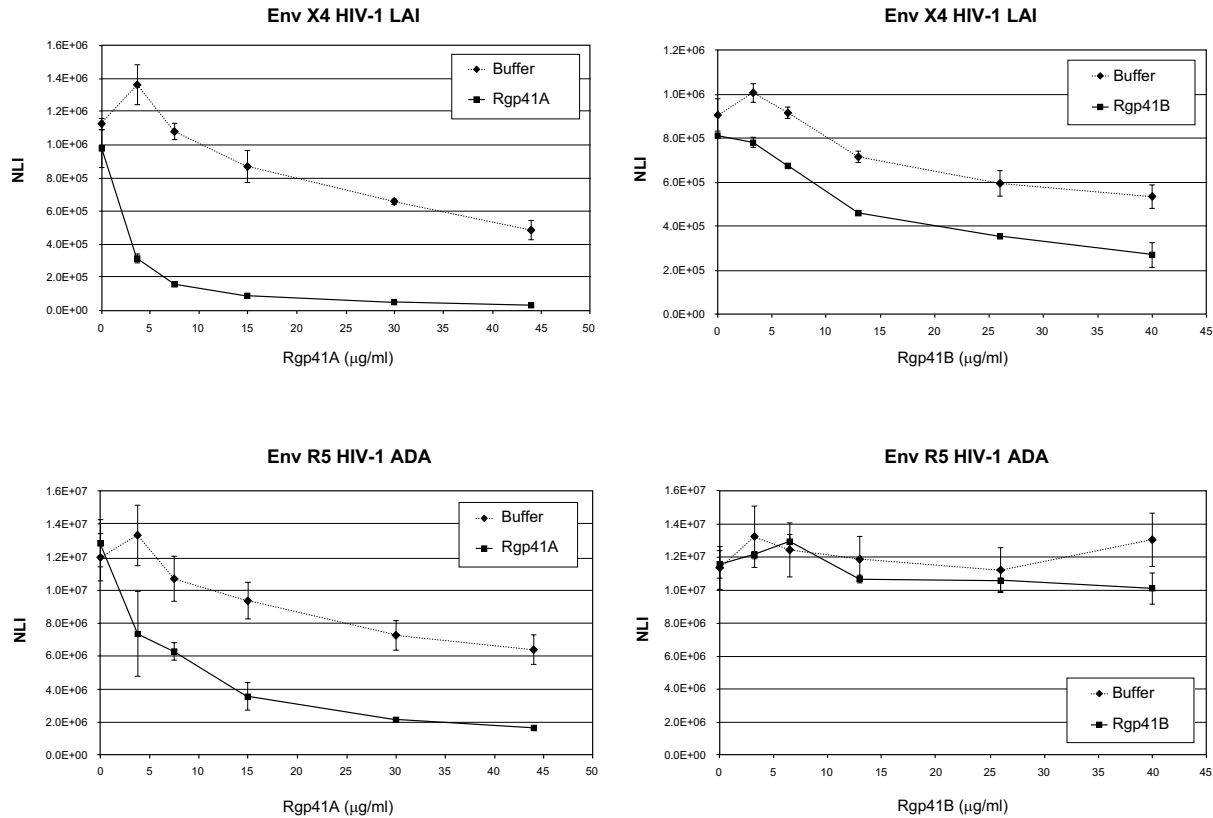 Env X4 HIV-1 LAI
1.6E+06
1.4E+06
1.2E+06
1.0E+06
8.0E+05
6.0E+05
4.0E+05
2.0E+05
0.0E+00
NLI
Buffer
Rgp41A
0 5 10 15 20 25 30 35 40 45 50
Rgp41A (μg/ml)
Env X4 HIV-1 LAI
1.2E+06
1.0E+06
8.0E+05
6.0E+05
4.0E+05
2.0E+05
0.0E+00
NLI
Buffer
Rgp41B
0 5 10 15 20 25 30 35 40 45
Rgp41B (μg/ml)
Env R5 HIV-1 ADA
1.6E+07
1.4E+07
1.2E+07
1.0E+07
8.0E+06
6.0E+06
4.0E+06
2.0E+06
0.0E+00
NLI
Buffer
Rgp41A
0 5 10 15 20 25 30 35 40 45 50
Rgp41A (μg/ml)
Env R5 HIV-1 ADA
1.6E+07
1.4E+07
1.2E+07
1.0E+07
8.0E+06
6.0E+06
4.0E+06
2.0E+06
0.0E+00
NLI
Buffer
Rgp41B
0 5 10 15 20 25 30 35 40 45
Rgp41B (μg/ml)